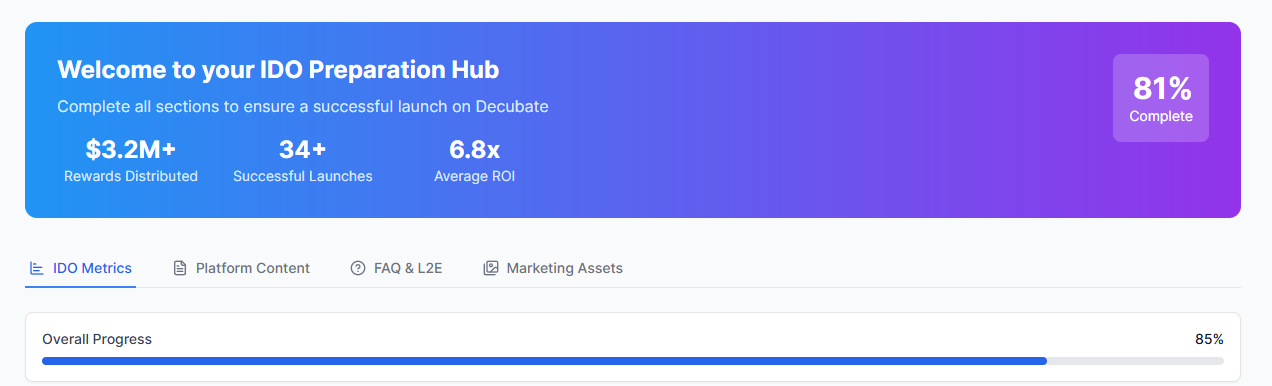 Welcome to your IDO Preparation Hub
Complete all sections to ensure a successful launch on Decubate
81%
Complete
$3.2M+ 34+ 6.8x
Rewards Distributed Successful Launches Average ROI
IDO Metrics Platform Content FAQ & L2E Marketing Assets
Overall Progress 85%